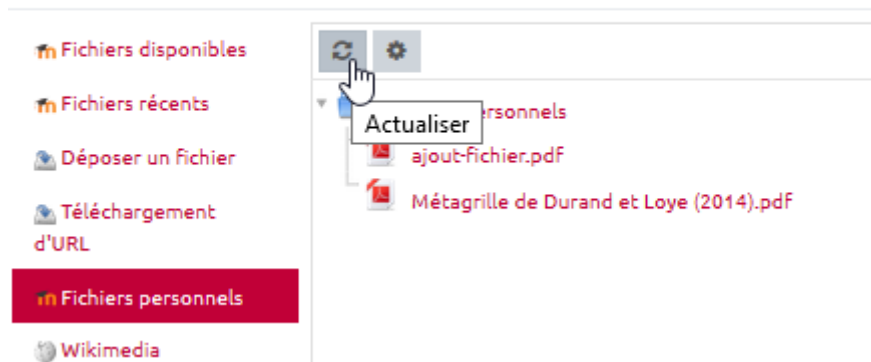 Fichiers disponibles
Fichiers récents
Déposer un fichier
Téléchargement
d'URL
Fichiers personnels
Wikimedia
ersonnels
Actualiser
ajout-fichier.pdf
Métagrille de Durand et Loye (2014).pdf